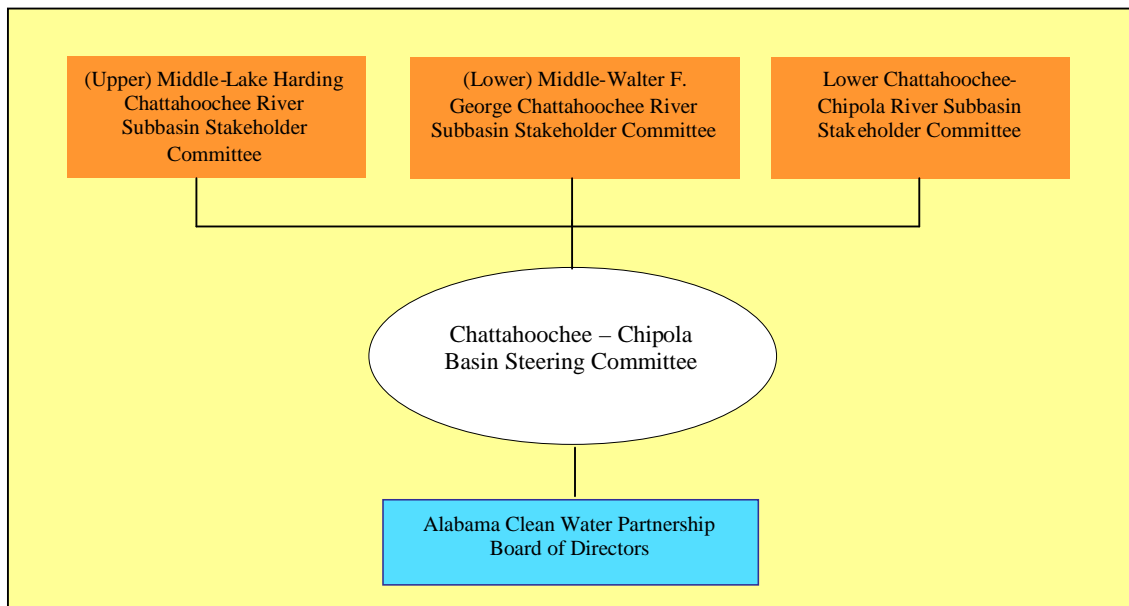 (Upper) Middle-Lake Harding
Chattahoochee River
Subbasin Stakeholder
Committee
(Lower) Middle-Walter F.
George Chattahoochee River
Subbasin Stakeholder Committee
Lower Chattahoochee-
Chipola River Subbasin
Stakeholder Committee
Chattahoochee – Chipola
Basin Steering Committee
Alabama Clean Water Partnership
Board of Directors